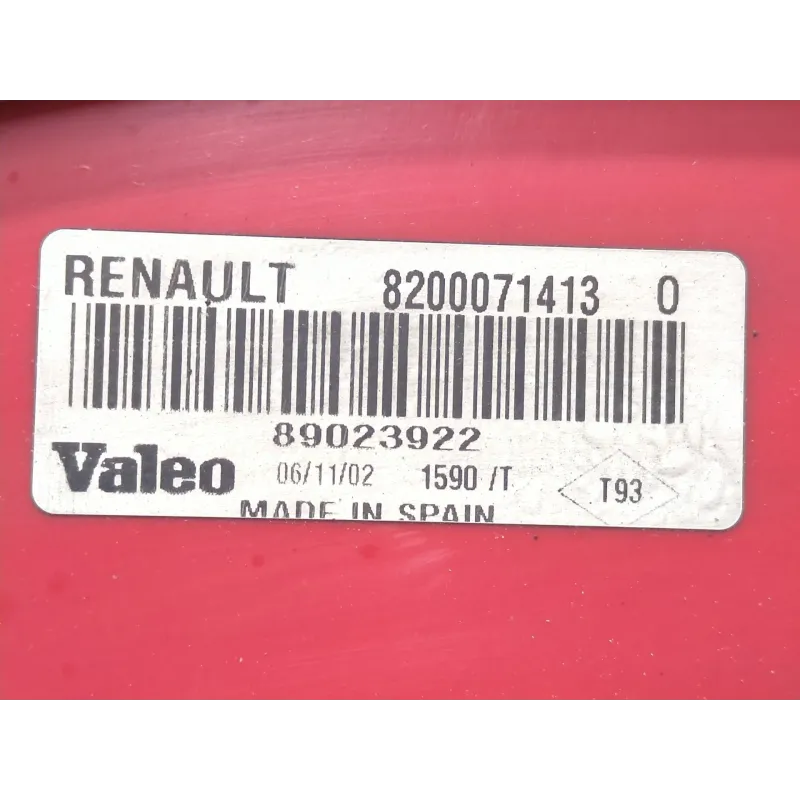 RENAULT 8200071413 0
89023922
Valeo 06/11/02 1590 /T T93
MADE IN SPAIN